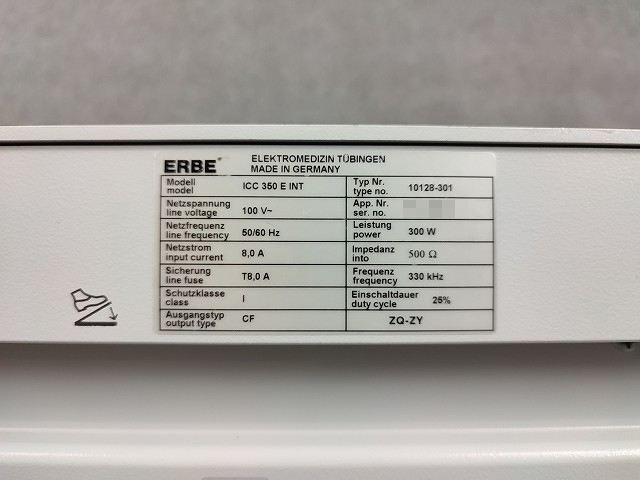 ERBE
ELEKTROMEDIZIN TÜBINGEN
MADE IN GERMANY
Modell
model
ICC 350 E INT
Typ Nr.
type no.
10128-301
Netzspannung
line voltage
100 V~
App. Nr.
ser. no.
Netzfrequenz
line frequency
50/60 Hz
Leistung
power
300 W
Netzstrom
input current
8,0 A
Impedanz
into
500 Ω
Sicherung
line fuse
T8,0 A
Frequenz
frequency
330 kHz
Schutzklasse
class
I
Einschaltdauer
duty cycle
25%
Ausgangstyp
output type
CF
ZQ-ZY